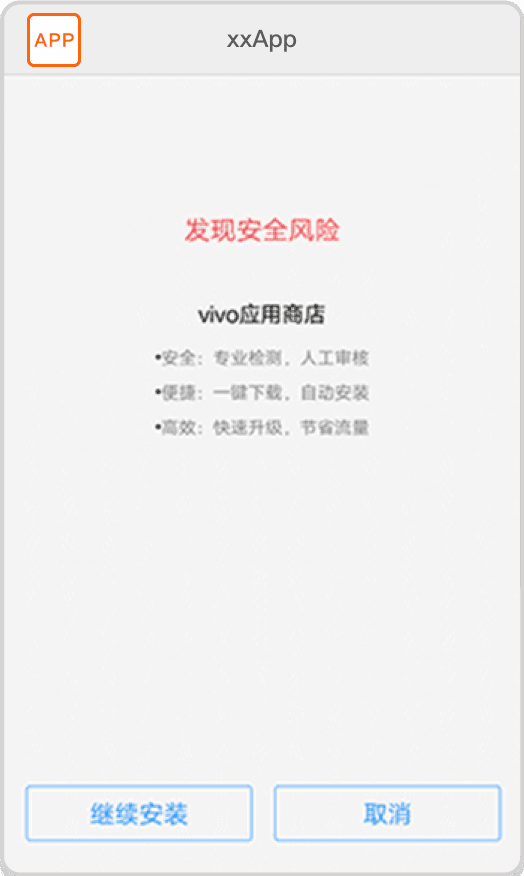 APP
xxApp
发现安全风险
vivo应用商店
•安全：专业检测，人工审核
•便捷：一键下载，自动安装
•高效：快速升级，节省流量
继续安装
取消